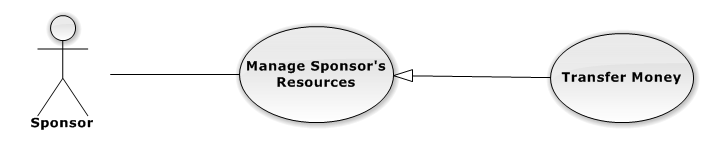 Manage Sponsor's
Resources
Transfer Money
Sponsor